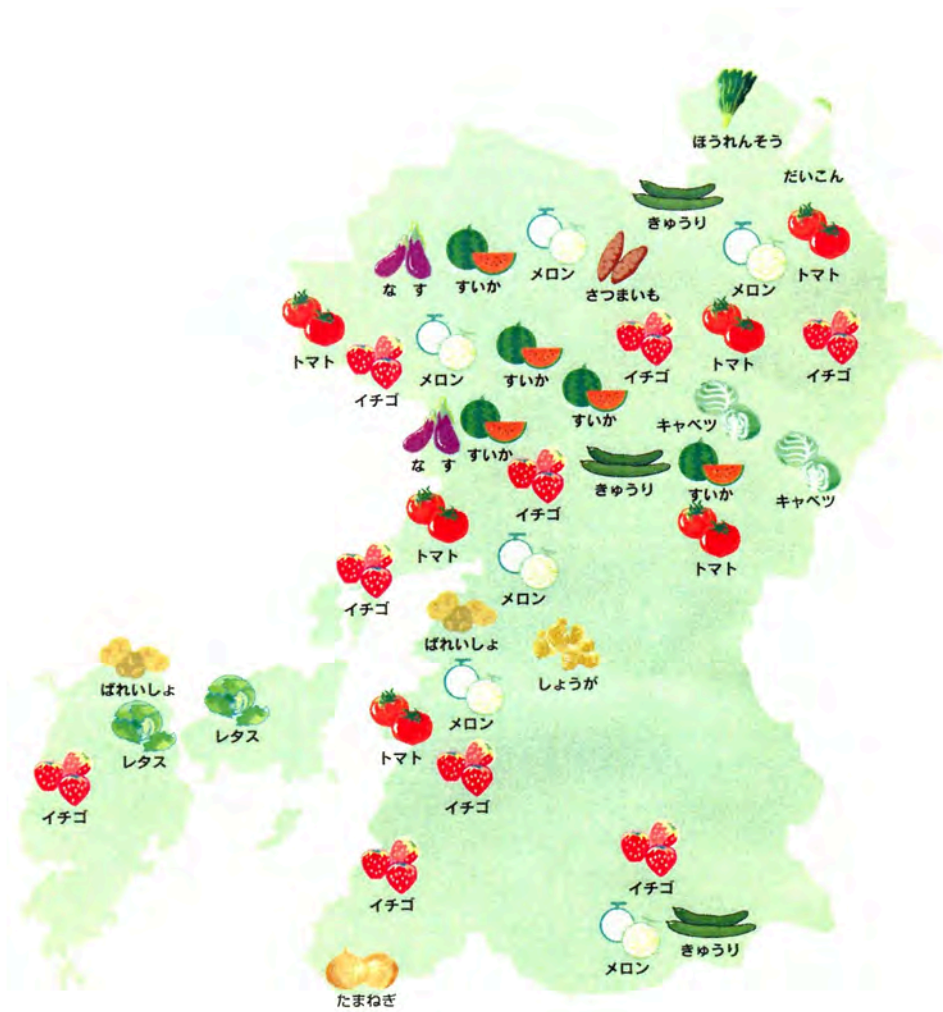 ほうれんそう
だいこん
きゅうり
トマト
メロン
なす
すいか
メロン
さつまいも
トマト
イチゴ
メロン
すいか
イチゴ
トマト
イチゴ
すいか
キャベツ
なす
すいか
イチゴ
きゅうり
すいか
キャベツ
トマト
トマト
イチゴ
メロン
ばれいしょ
しょうが
ばれいしょ
レタス
レタス
イチゴ
メロン
トマト
イチゴ
イチゴ
イチゴ
メロン
きゅうり
たまねぎ